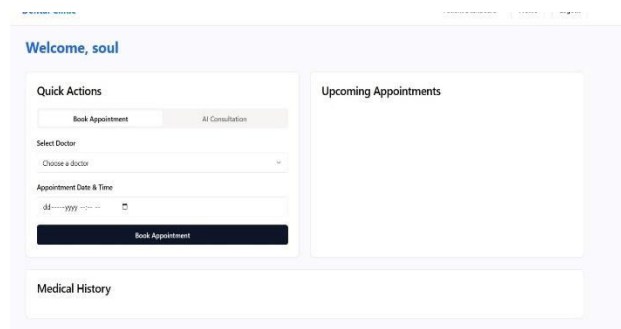 Welcome, soul
Quick Actions
Book Appointment
AI Consultation
Select Doctor
Choose a doctor
Appointment Date & Time
dd-----yyyy --:-- --
Book Appointment
Upcoming Appointments
Medical History